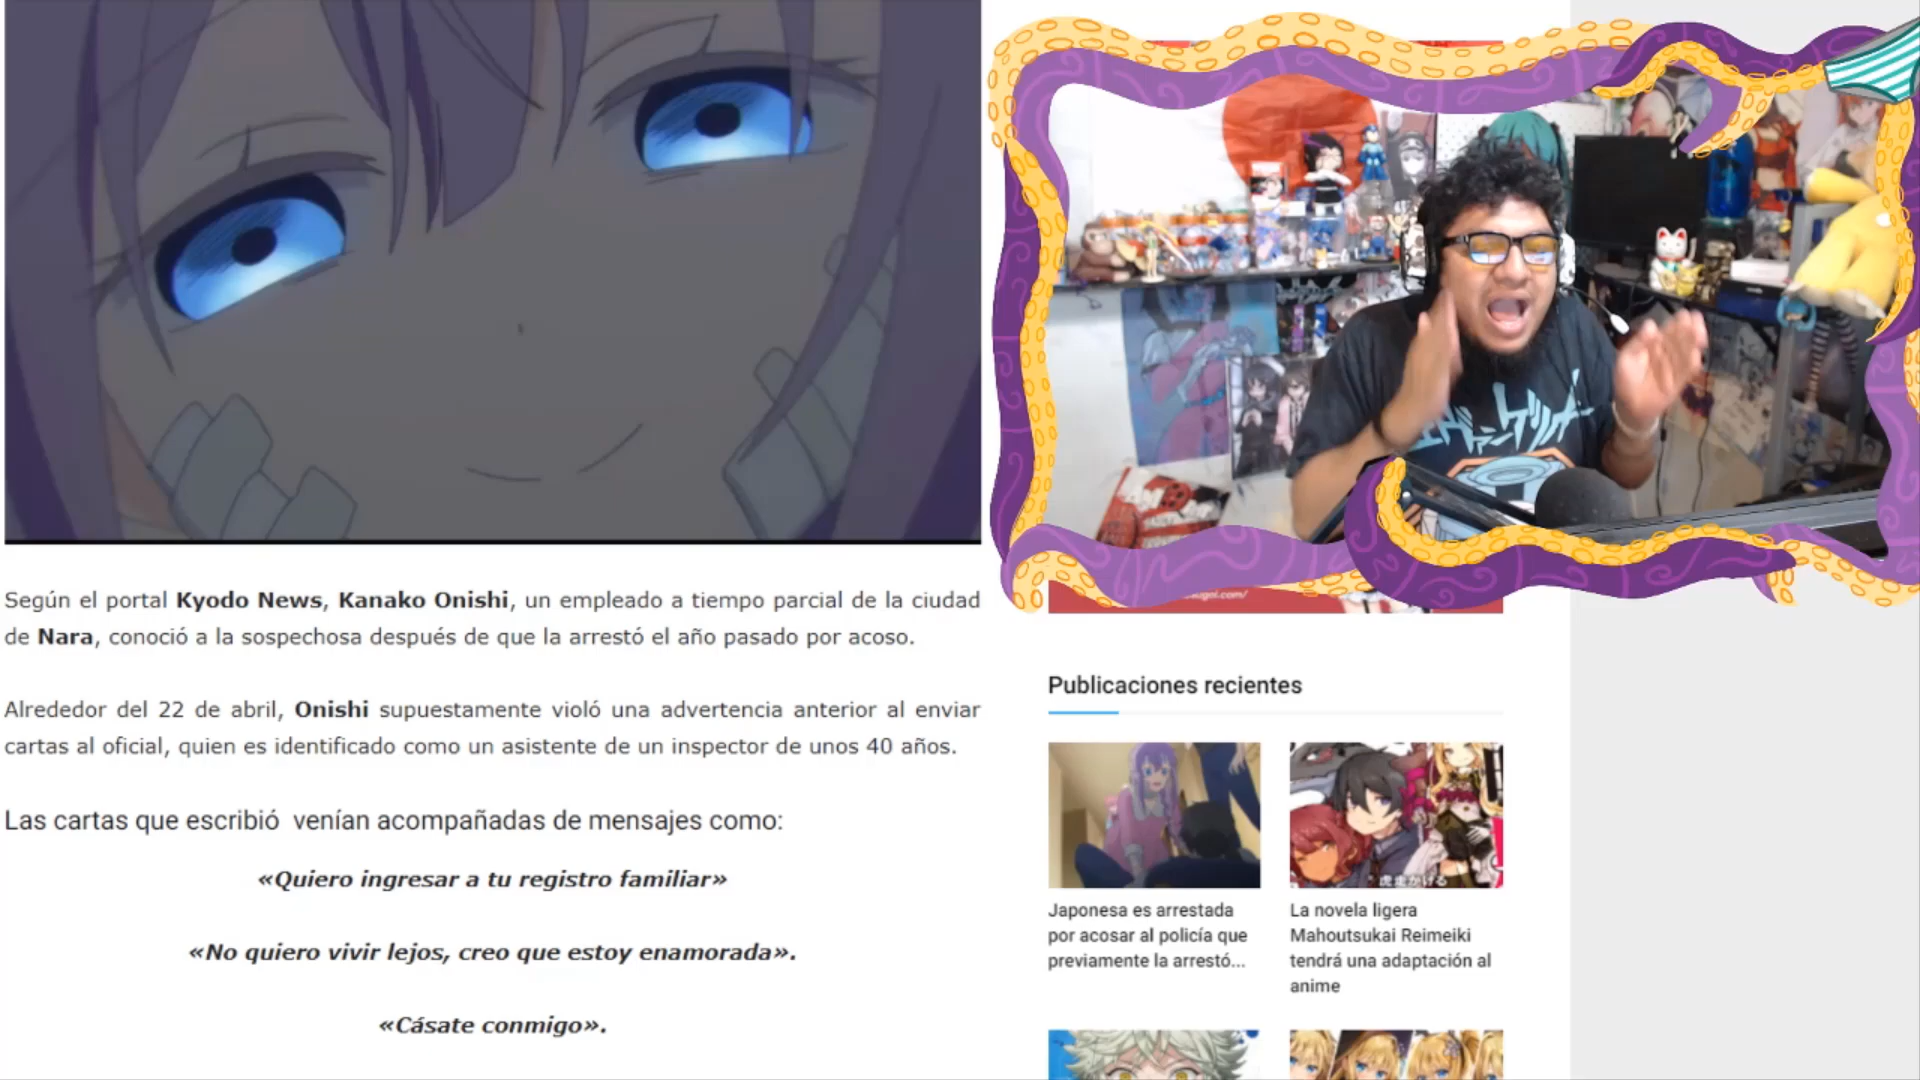 Según el portal Kyodo News, Kanako Onishi, un empleado a tiempo parcial de la ciudad
de Nara, conoció a la sospechosa después de que la arrestó el año pasado por acoso.
Alrededor del 22 de abril, Onishi supuestamente violó una advertencia anterior al enviar
cartas al oficial, quien es identificado como un asistente de un inspector de unos 40 años.
Las cartas que escribió venían acompañadas de mensajes como:
«Quiero ingresar a tu registro familiar»
«No quiero vivir lejos, creo que estoy enamorada».
«Cásate conmigo».
Publicaciones recientes
Japonesa es arrestada
por acosar al policía que
previamente la arrestó...
La novela ligera
Mahoutsukai Reimeiki
tendrá una adaptación al
anime